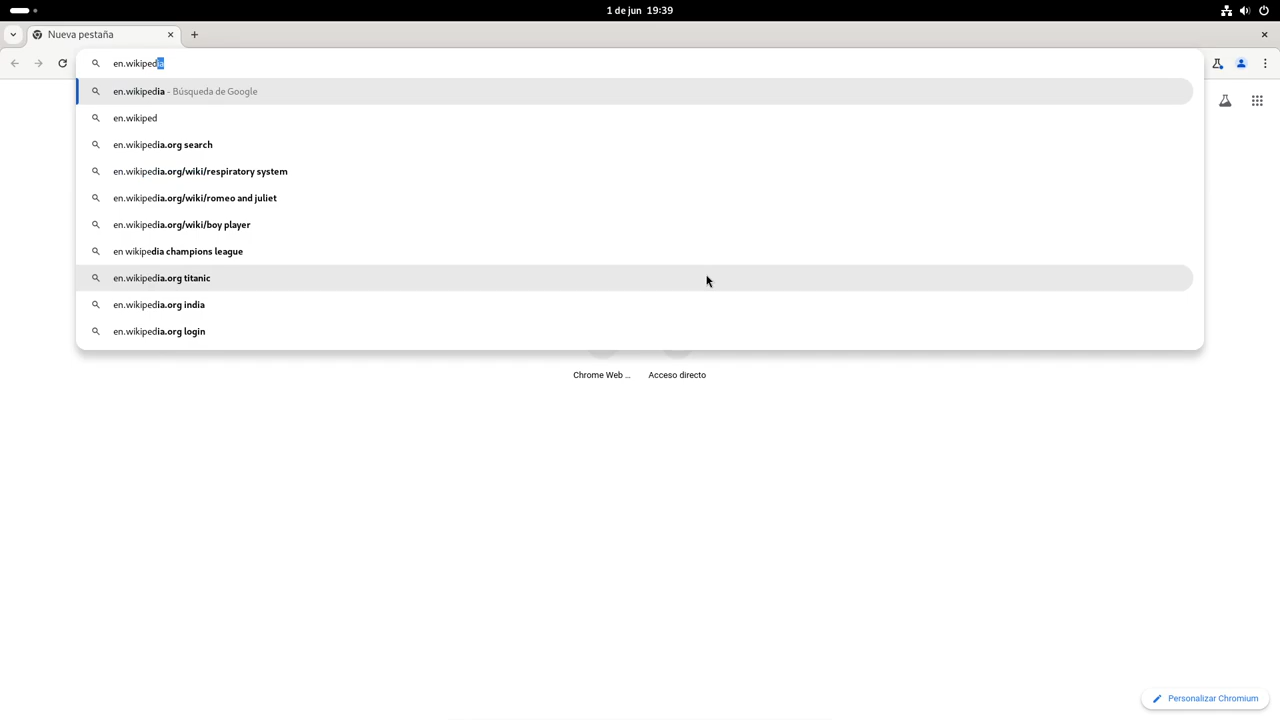 1 de jun 19:39
Nueva pestaña
en.wikipedia
en.wikipedia - Búsqueda de Google
en.wiked
en.wikipedia.org search
en.wikipedia.org/wiki/respiratory system
en.wikipedia.org/wiki/romeo and juliet
en.wikipedia.org/wiki/boy player
en wikipedia champions league
en.wikipedia.org titanic
en.wikipedia.org india
en.wikipedia.org login
Chrome Web ...
Acceso directo
Personalizar Chromium